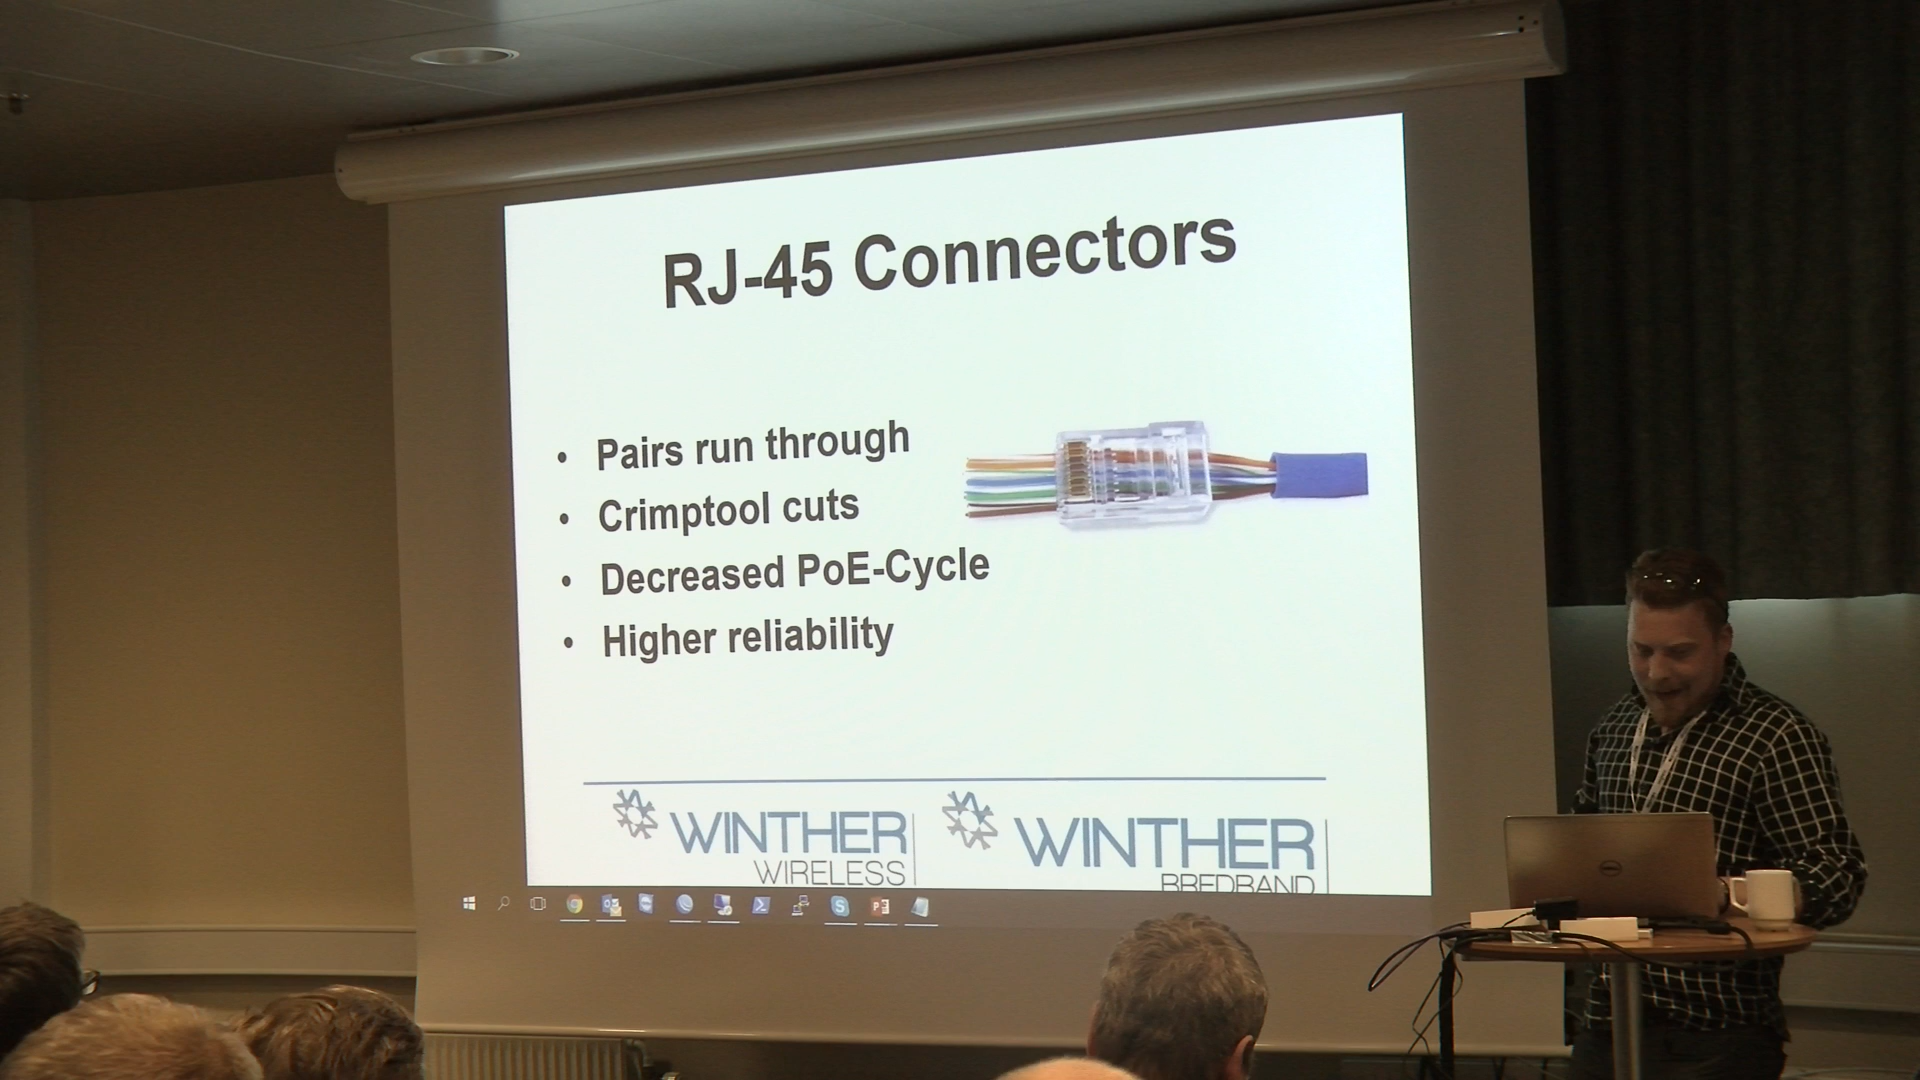 RJ-45 Connectors
• Pairs run through
• Crimptool cuts
• Decreased PoE-Cycle
• Higher reliability
WINTHER
WIRELESS
WINTHER
BREDBAND